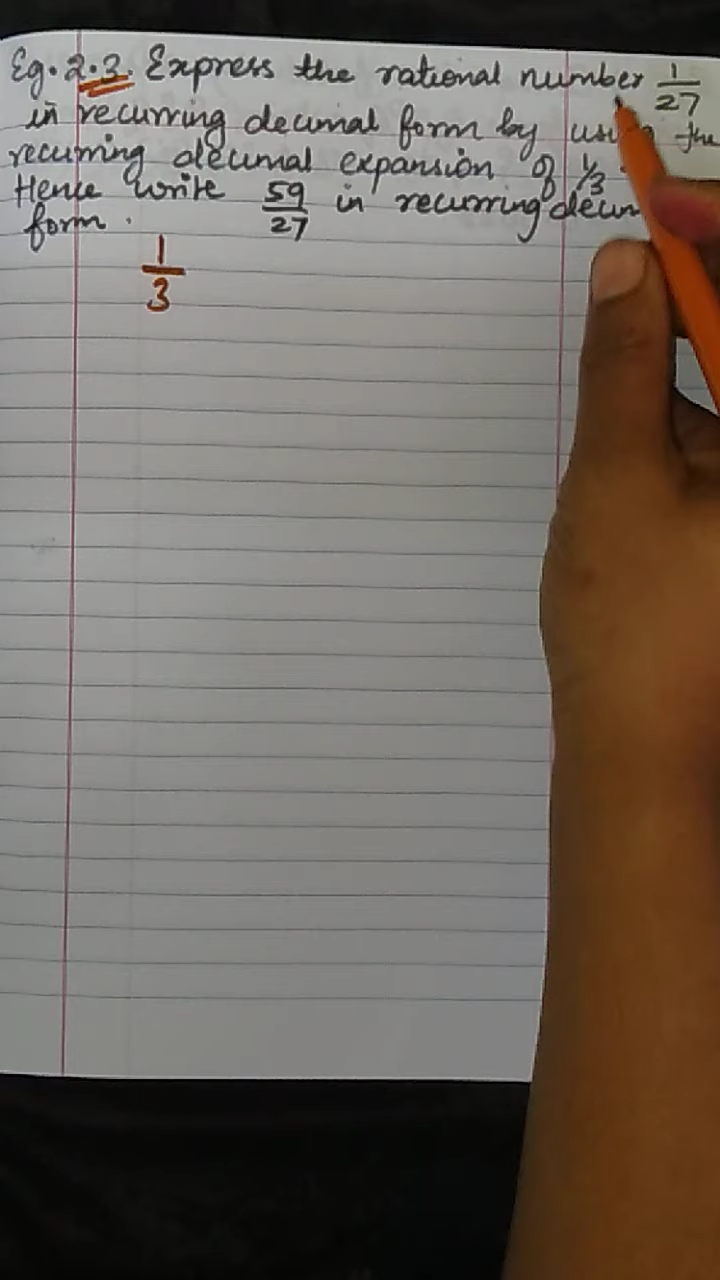 Eg. 2.3. Express the rational number 1/27
in recurring decimal form by the
recurring decimal expansion of 1/3.
Hence write 59/27 in recurring
form.
1/3